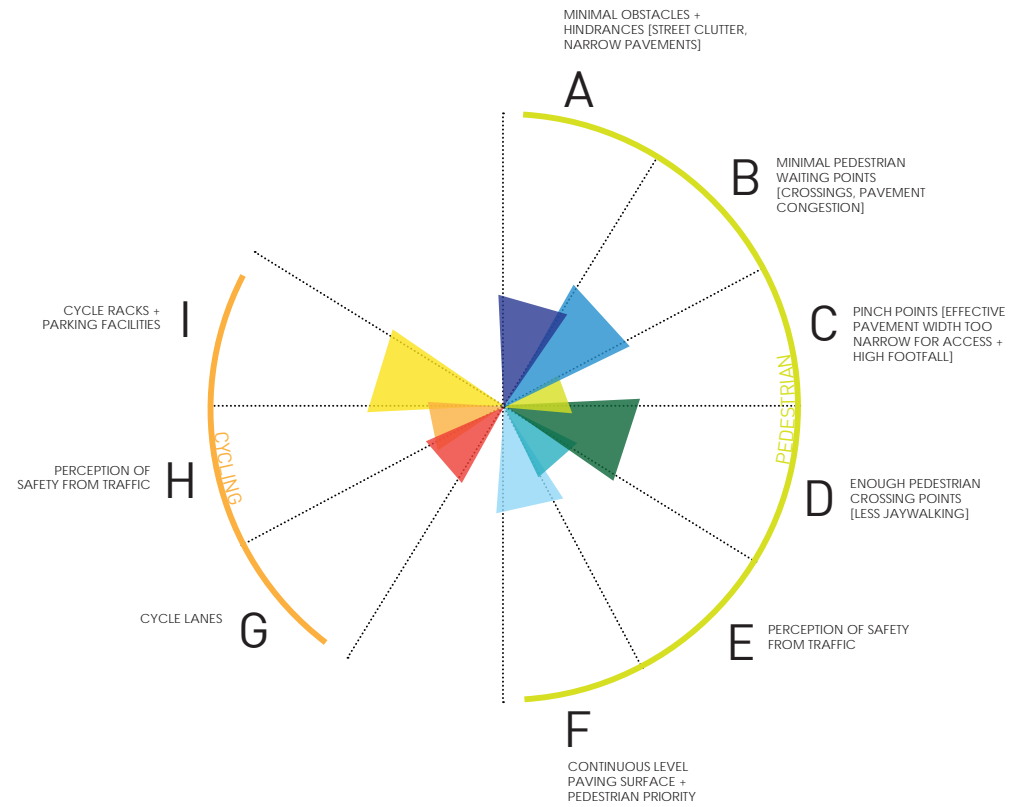 MINIMAL OBSTACLES +
HINDRANCES [STREET CLUTTER,
NARROW PAVEMENTS]
A
B
MINIMAL PEDESTRIAN
WAITING POINTS
[CROSSINGS, PAVEMENT
CONGESTION]
C
PINCH POINTS [EFFECTIVE
PAVEMENT WIDTH TOO
NARROW FOR ACCESS +
HIGH FOOTFALL]
PEDESTRIAN
D
ENOUGH PEDESTRIAN
CROSSING POINTS
[LESS JAYWALKING]
E
PERCEPTION OF SAFETY
FROM TRAFFIC
F
CONTINUOUS LEVEL
PAVING SURFACE +
PEDESTRIAN PRIORITY
CYCLE LANES
G
PERCEPTION OF
SAFETY FROM TRAFFIC
H
CYCLING
CYCLE RACKS +
PARKING FACILITIES
I